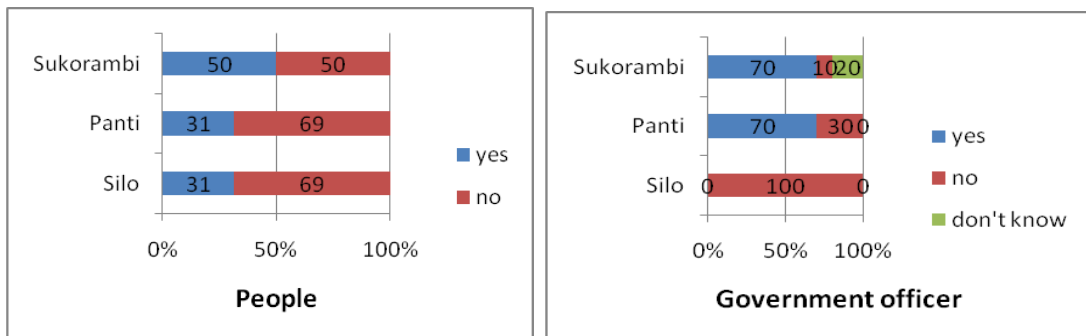 Sukorambi 50 50
Panti 31 69
Silo 31 69
yes
no
0% 50% 100%
People
Sukorambi 70 10 20
Panti 70 30 0
Silo 0 100 0
yes
no
don't know
0% 50% 100%
Government officer